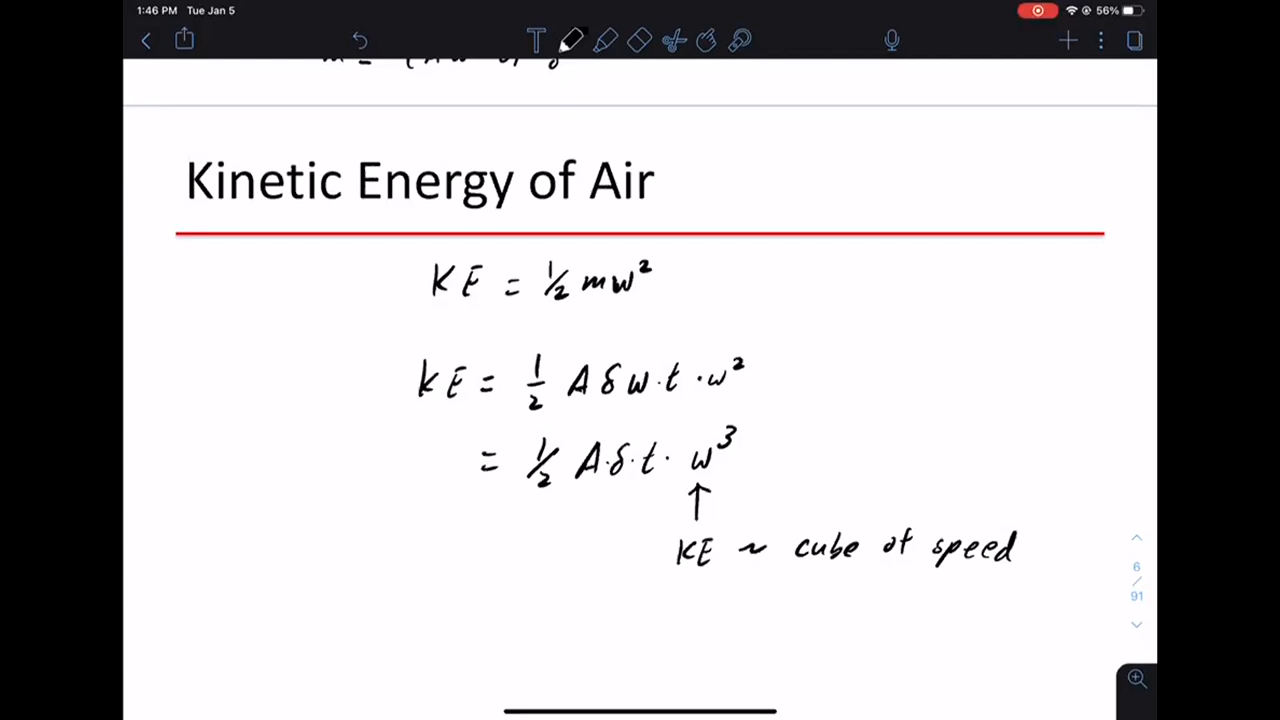 1:46 PM Tue Jan 5
56%
T
Kinetic Energy of Air
KE = 1/2 mw²
KE = 1/2 A δ w·t·w²
= 1/2 A·δ·t· w³
↑
KE ~ cube of speed
6
/
91